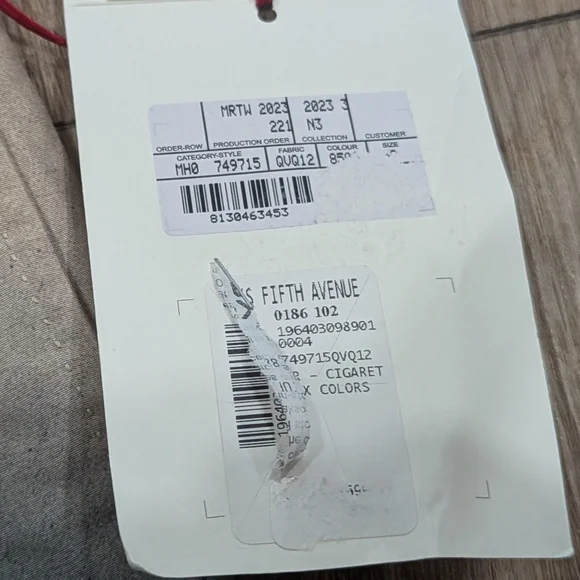 MRTW 2023 2023 3
221 N3
ORDER-ROW PRODUCTION ORDER COLLECTION CUSTOMER
CATEGORY-STYLE FABRIC COLOUR SIZE
MH0 749715 QVQ12
8130463453
FIFTH AVENUE
0186 102
196403098901
0004
749715QVQ12
– CIGARET
COLORS